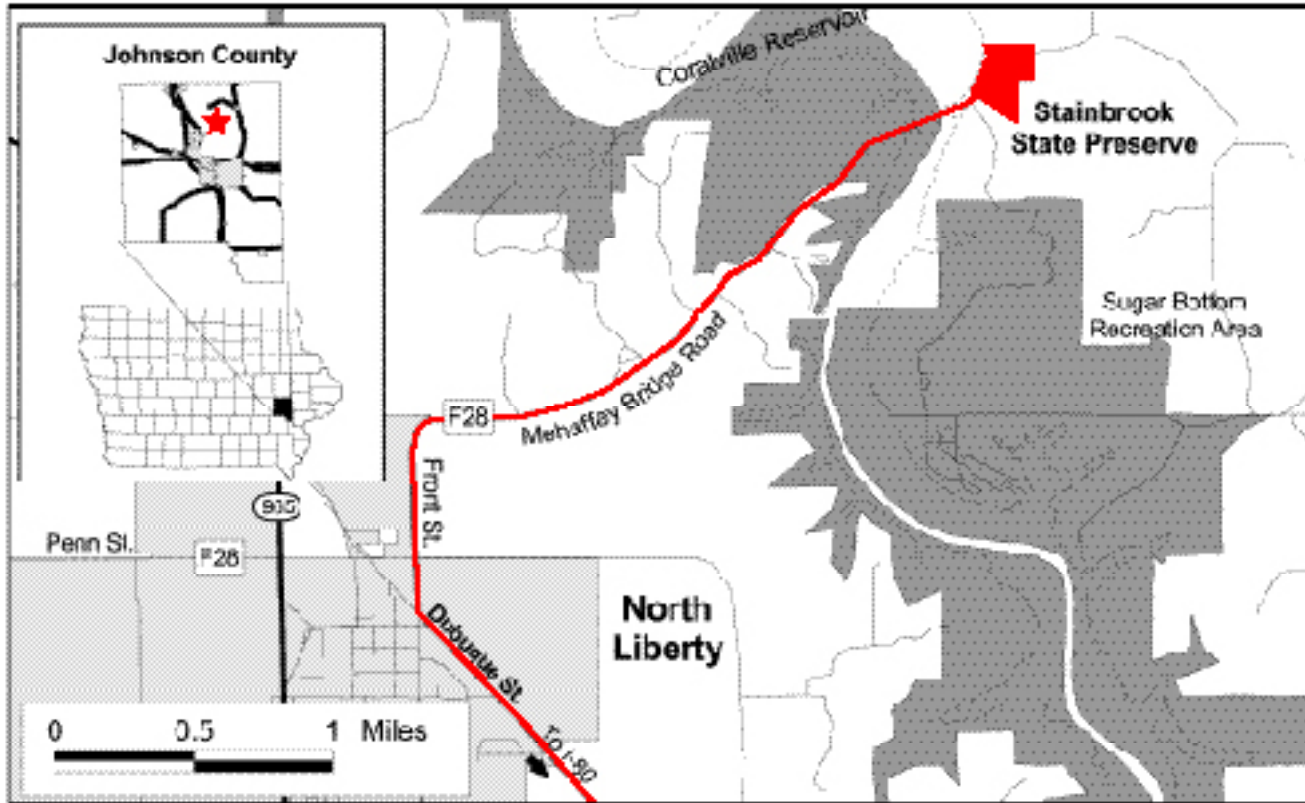 Johnson County
Coralville Reservoir
Stainbrook
State Preserve
Sugar Bottom
Recreation Area
F28
Mehaffey Bridge Road
Front St.
Penn St.
F28
North
Liberty
Dubuque St.
To I-80
0 0.5 1 Miles